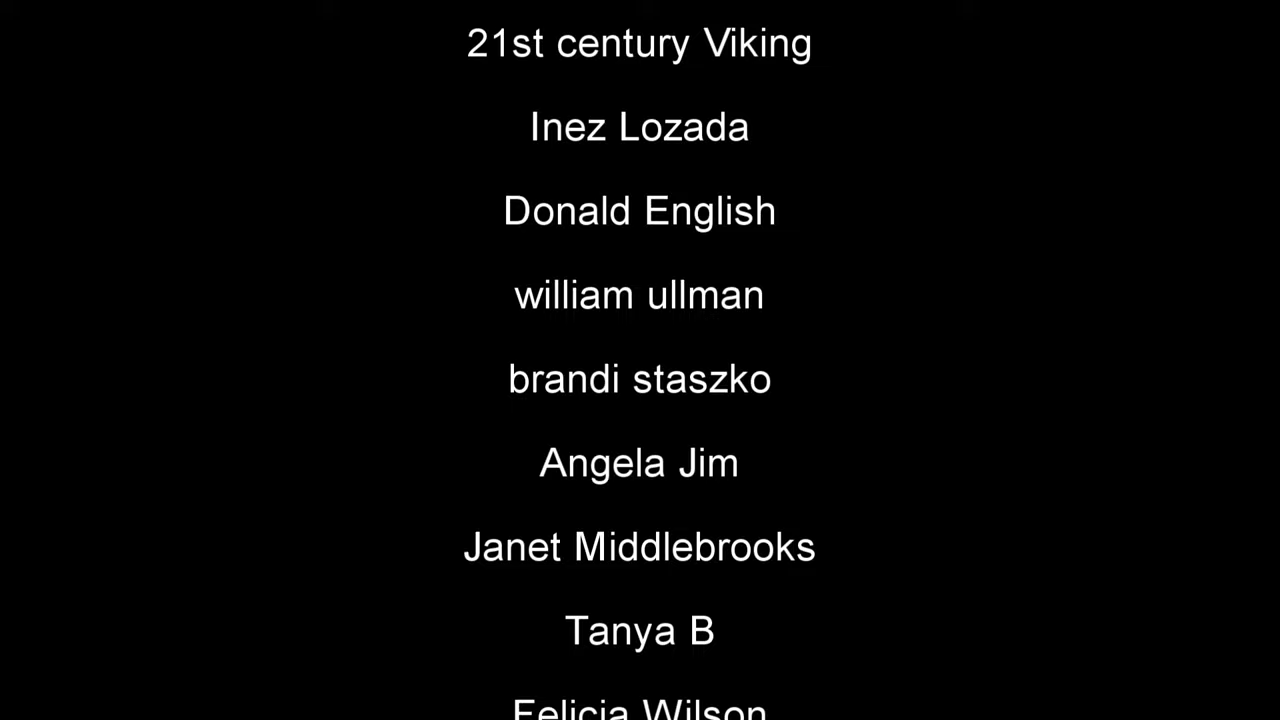 21st century Viking
Inez Lozada
Donald English
william ullman
brandi staszko
Angela Jim
Janet Middlebrooks
Tanya B
Felicia Wilson